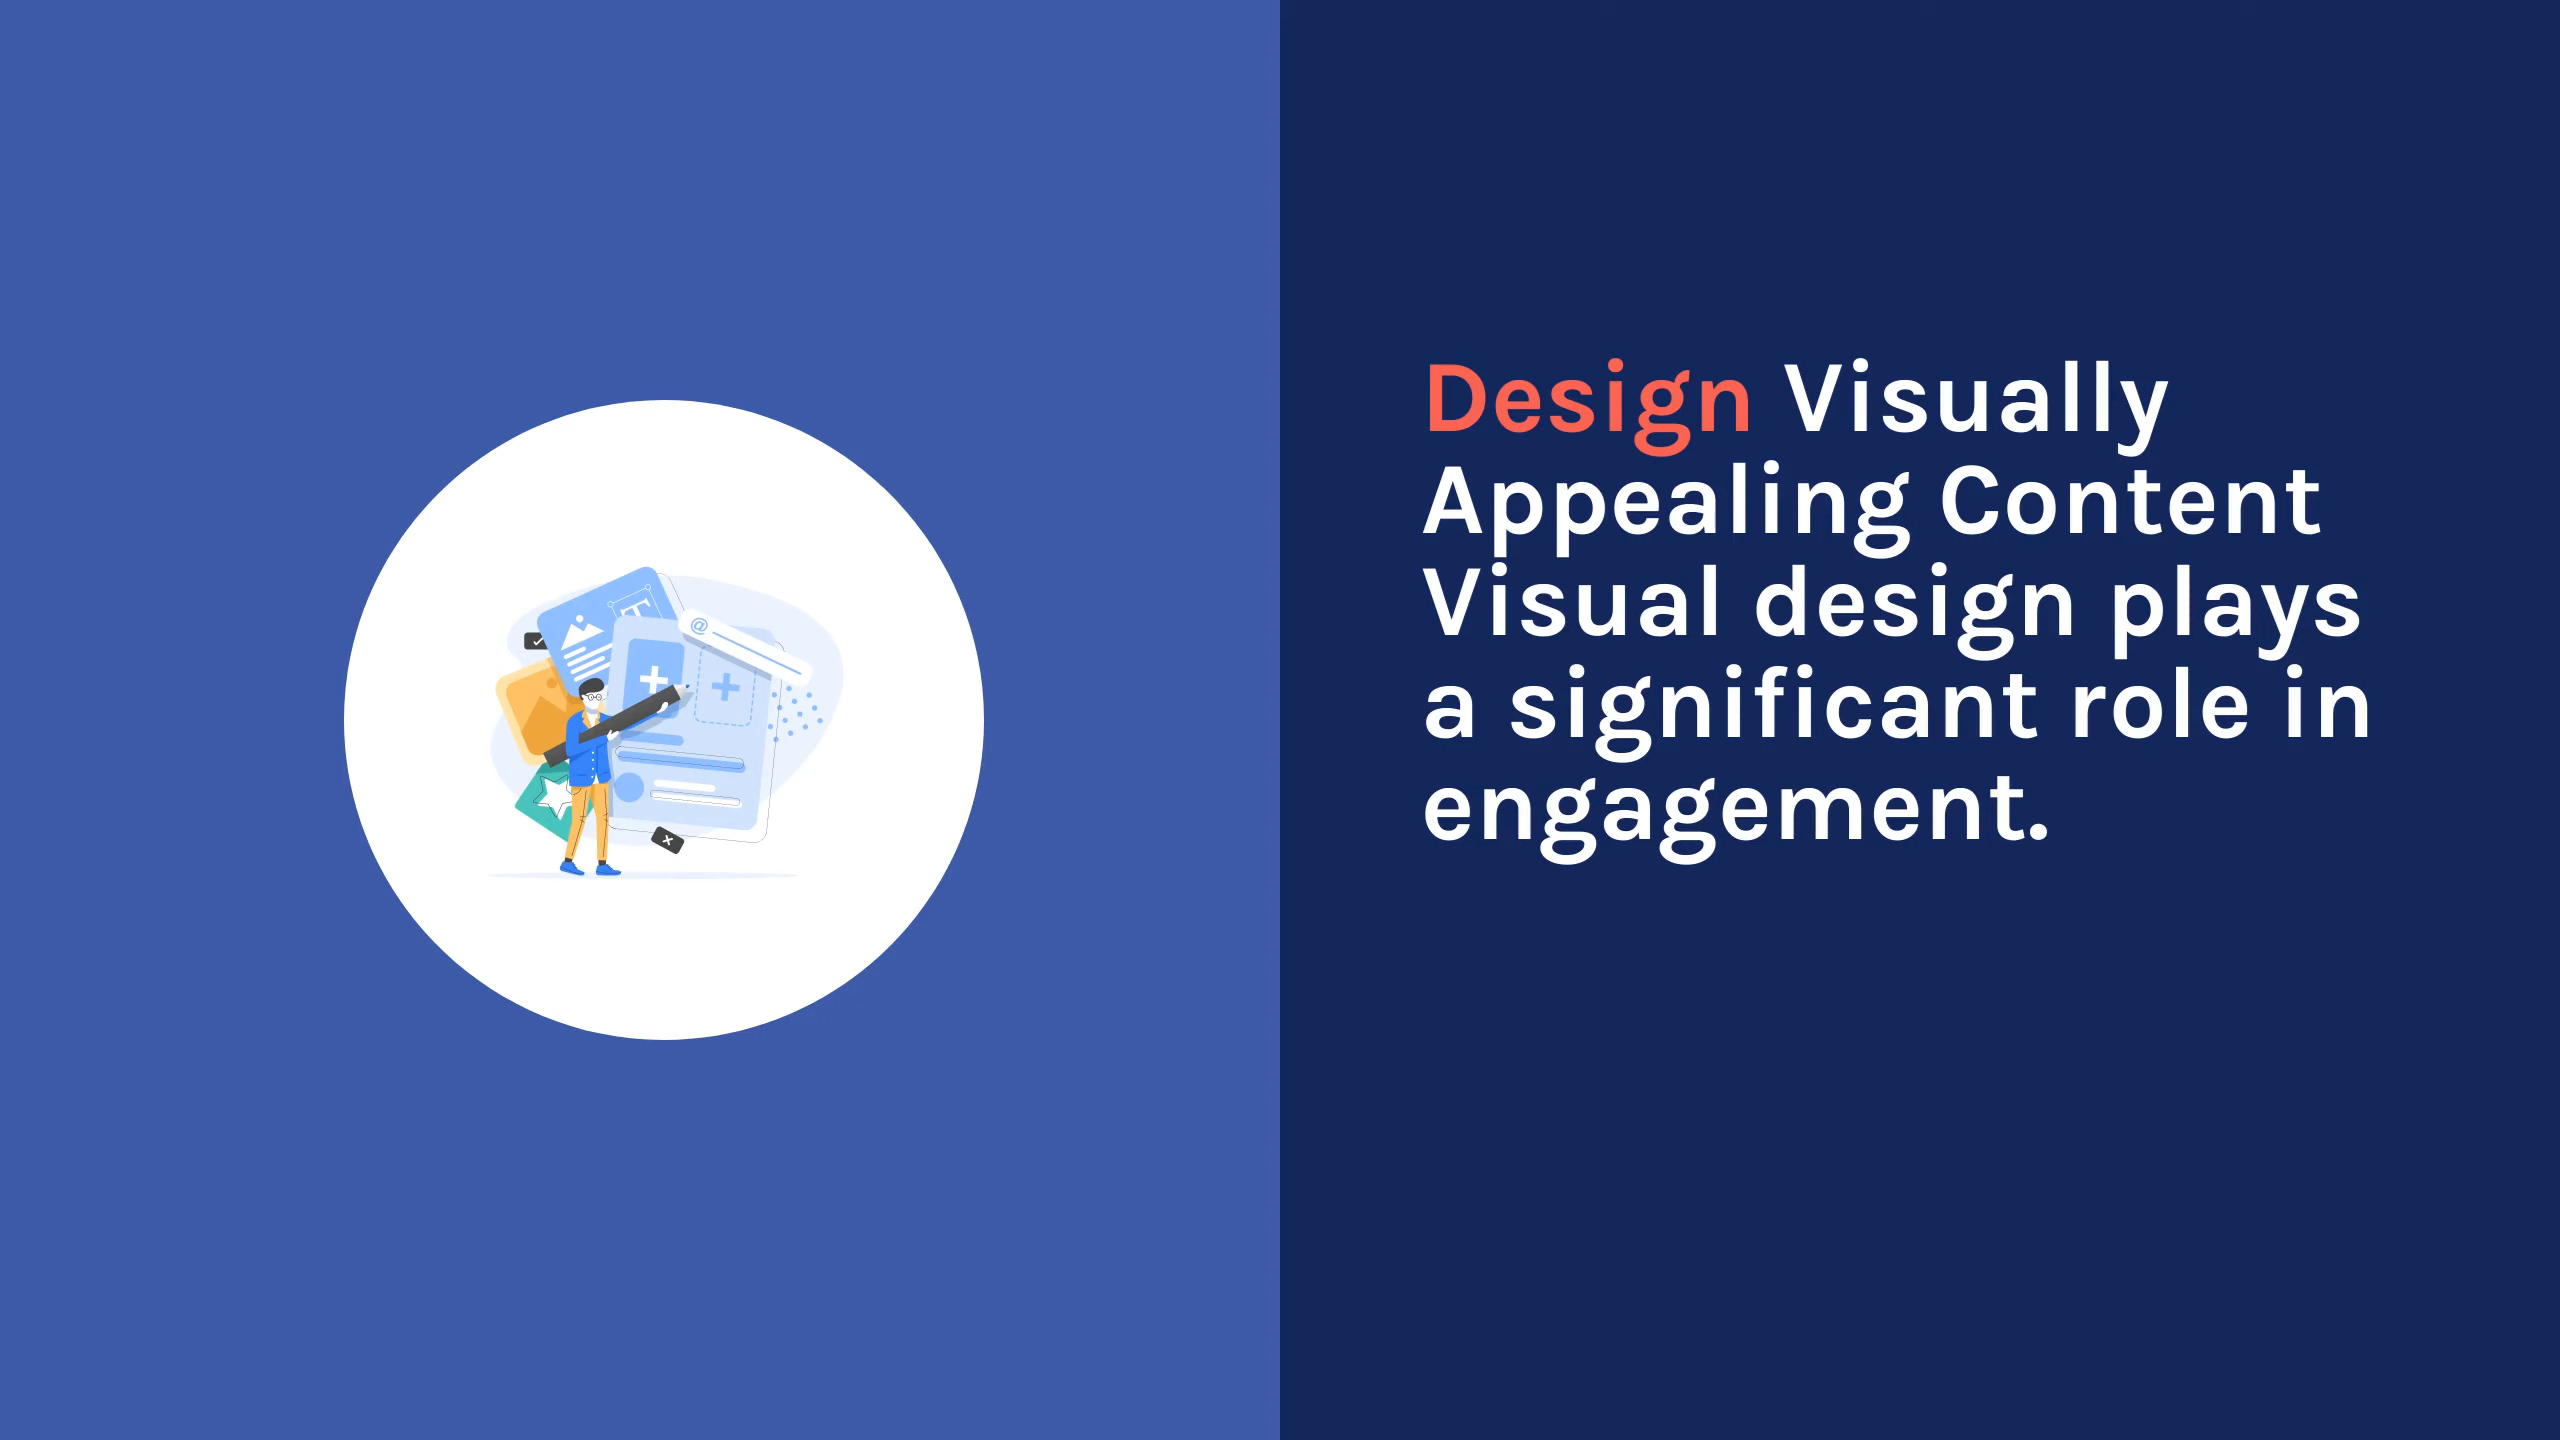 Design Visually
Appealing Content
Visual design plays
a significant role in
engagement.
T
@